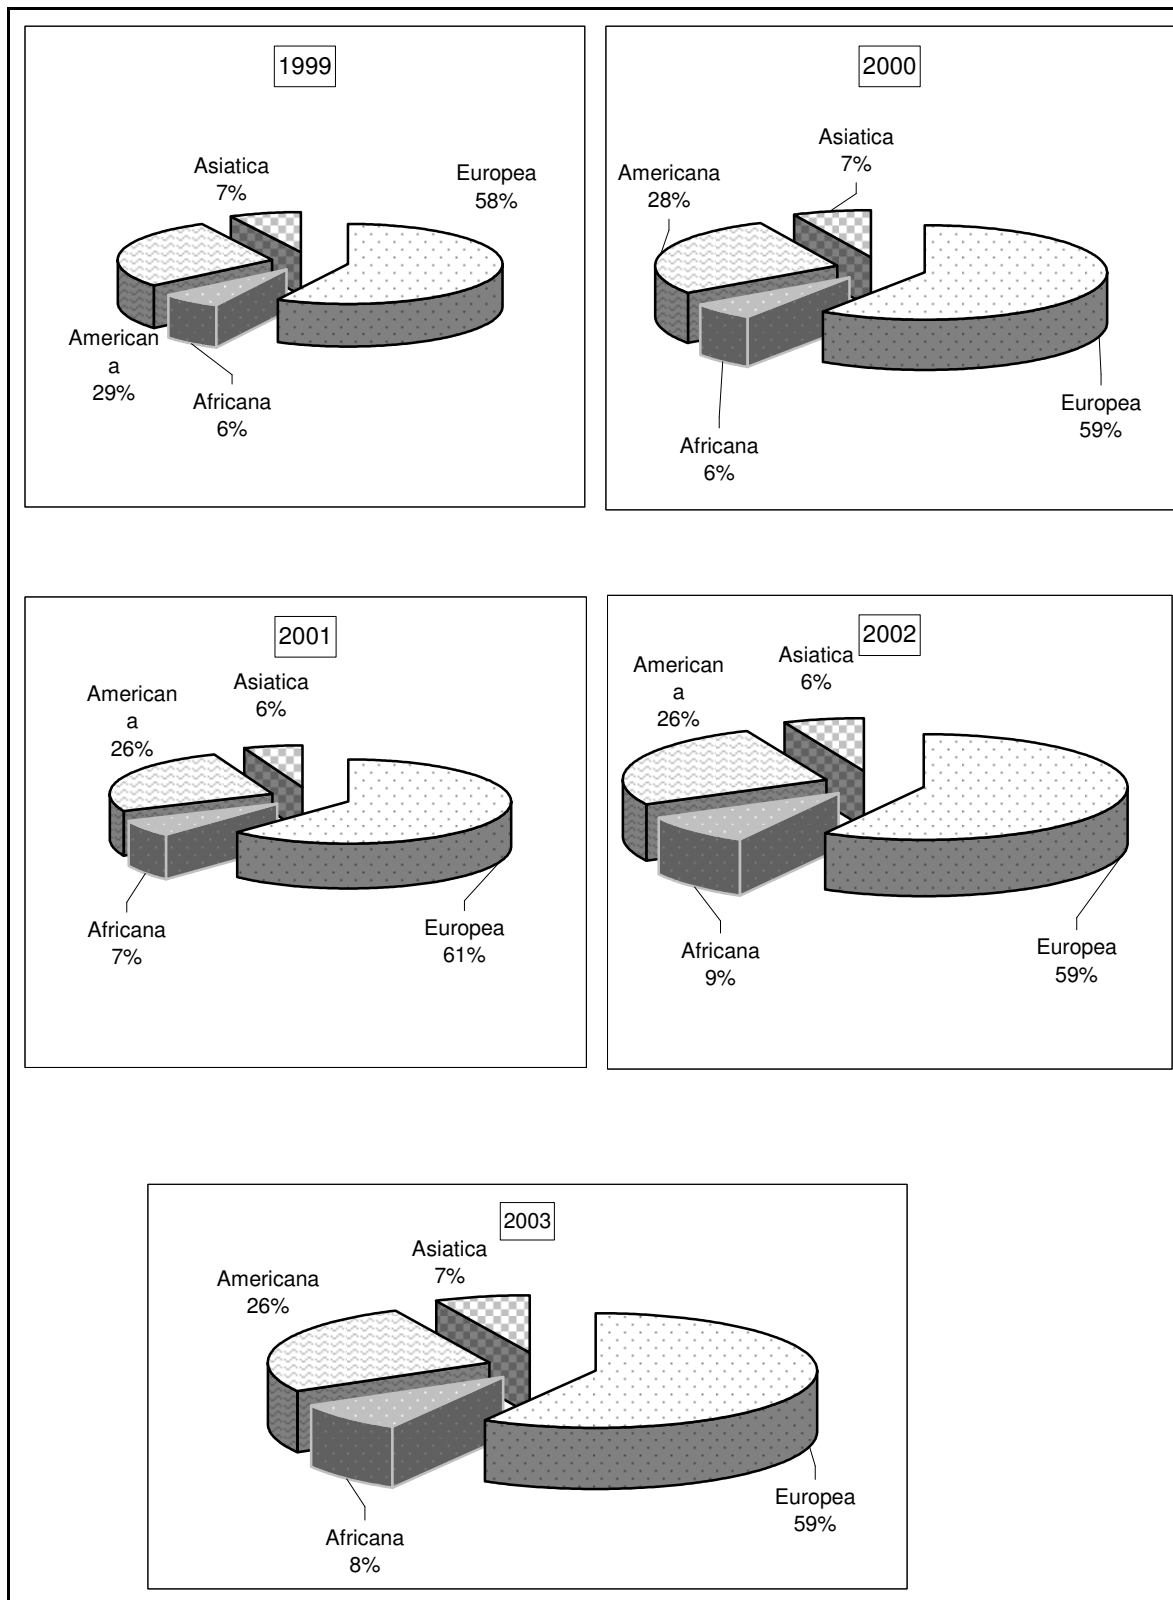 1999
Asiatica
7%
Europea
58%
American
a
29%
Africana
6%
2000
Asiatica
7%
Americana
28%
Europea
59%
Africana
6%
2001
Asiatica
6%
American
a
26%
Africana
7%
Europea
61%
2002
Asiatica
6%
American
a
26%
Africana
9%
Europea
59%
2003
Asiatica
7%
Americana
26%
Europea
59%
Africana
8%